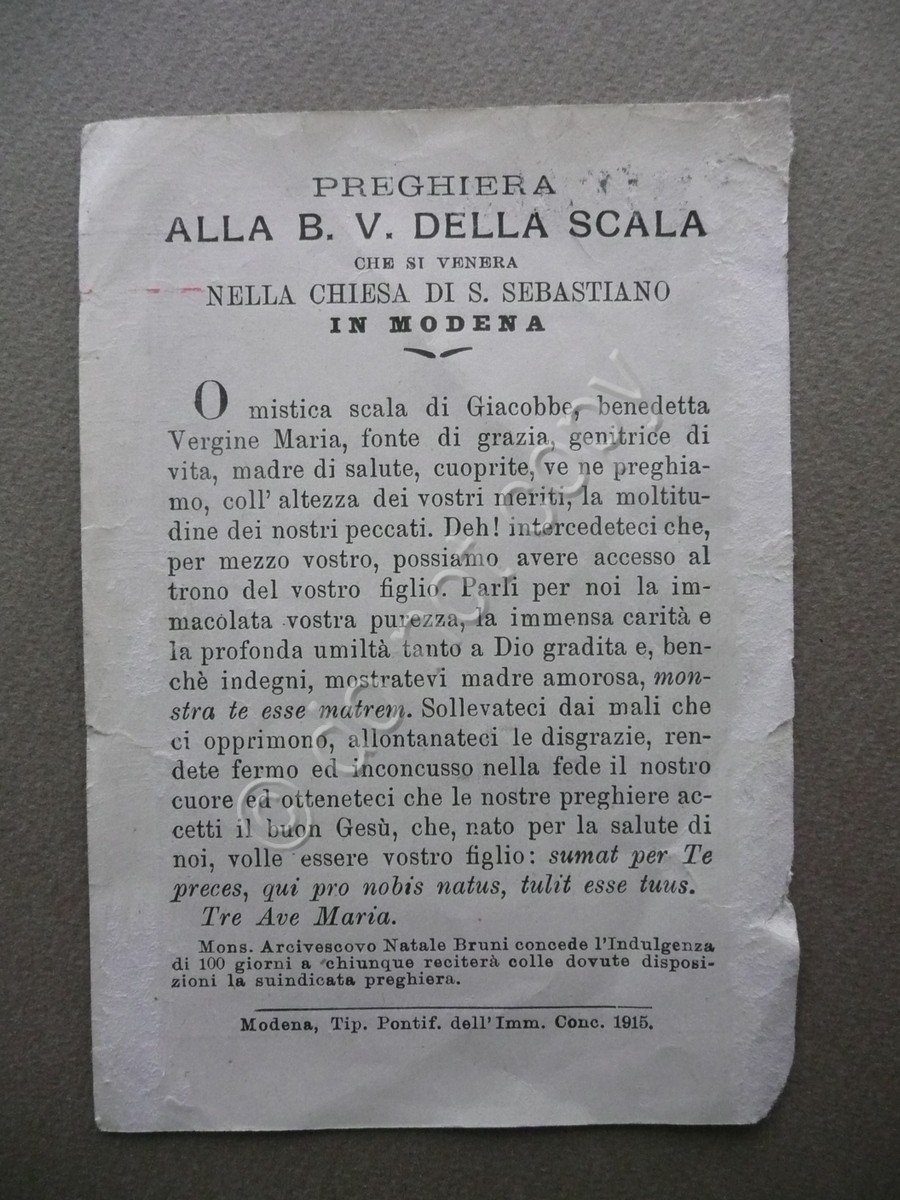 PREGHIERA
ALLA B. V. DELLA SCALA
CHE SI VENERA
NELLA CHIESA DI S. SEBASTIANO
IN MODENA
O mistica scala di Giacobbe, benedetta
Vergine Maria, fonte di grazia, genitrice di
vita, madre di salute, cuoprite, ve ne preghia-
mo, coll' altezza dei vostri meriti, la moltitu-
dine dei nostri peccati. Deh! intercedeteci che,
per mezzo vostro, possiamo avere accesso al
trono del vostro figlio. Parli per noi la im-
macolata vostra purezza, la immensa carità e
la profonda umiltà tanto a Dio gradita e, ben-
chè indegni, mostratevi madre amorosa, mon-
stra te esse matrem. Sollevateci dai mali che
ci opprimono, allontanateci le disgrazie, ren-
dete fermo ed inconcusso nella fede il nostro
cuore ed otteneteci che le nostre preghiere ac-
cetti il buon Gesù, che, nato per la salute di
noi, volle essere vostro figlio: sumat per Te
preces, qui pro nobis natus, tulit esse tuus.
Tre Ave Maria.
Mons. Arcivescovo Natale Bruni concede l'Indulgenza
di 100 giorni a chiunque reciterà colle dovute disposi-
zioni la suindicata preghiera.
Modena, Tip. Pontif. dell' Imm. Conc. 1915.